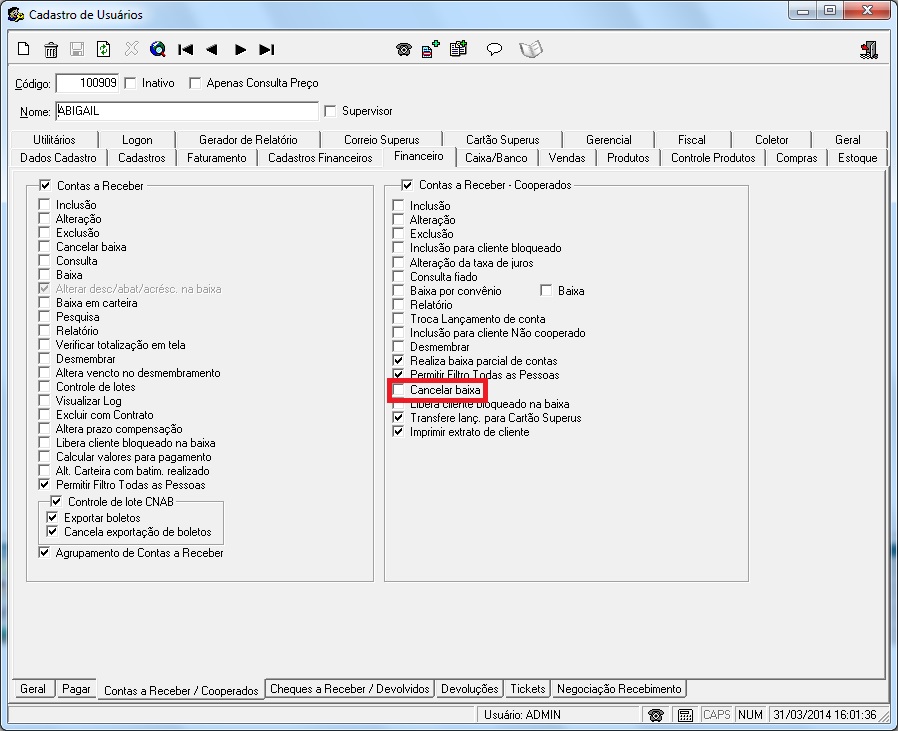 Cadastro de Usuários
Código: 100909 Inativo Apenas Consulta Preço
Nome: ABIGAIL Supervisor
Utilitários Logon Gerador de Relatório Correio Superus Cartão Superus Gerencial Fiscal Coletor Geral
Dados Cadastro Cadastros Faturamento Cadastros Financeiros Financeiro Caixa/Banco Vendas Produtos Controle Produtos Compras Estoque
Contas a Receber
Inclusão
Alteração
Exclusão
Cancelar baixa
Consulta
Baixa
Alterar desc/abat/acrésc. na baixa
Baixa em carteira
Pesquisa
Relatório
Verificar totalização em tela
Desmembrar
Altera vencto no desmembramento
Controle de lotes
Visualizar Log
Excluir com Contrato
Altera prazo compensação
Libera cliente bloqueado na baixa
Calcular valores para pagamento
Alt. Carteira com batim. realizado
Permitir Filtro Todas as Pessoas
Controle de lote CNAB
Exportar boletos
Cancela exportação de boletos
Agrupamento de Contas a Receber
Contas a Receber - Cooperados
Inclusão
Alteração
Exclusão
Inclusão para cliente bloqueado
Alteração da taxa de juros
Consulta fiado
Baixa por convênio Baixa
Relatório
Troca Lançamento de conta
Inclusão para cliente Não cooperado
Desmembrar
Realiza baixa parcial de contas
Permitir Filtro Todas as Pessoas
Cancelar baixa
Libera cliente bloqueado na baixa
Transfere lanç. para Cartão Superus
Imprimir extrato de cliente
Geral Pagar Contas a Receber / Cooperados Cheques a Receber / Devolvidos Devoluções Tickets Negociação Recebimento
Usuário: ADMIN CAPS NUM 31/03/2014 16:01:36